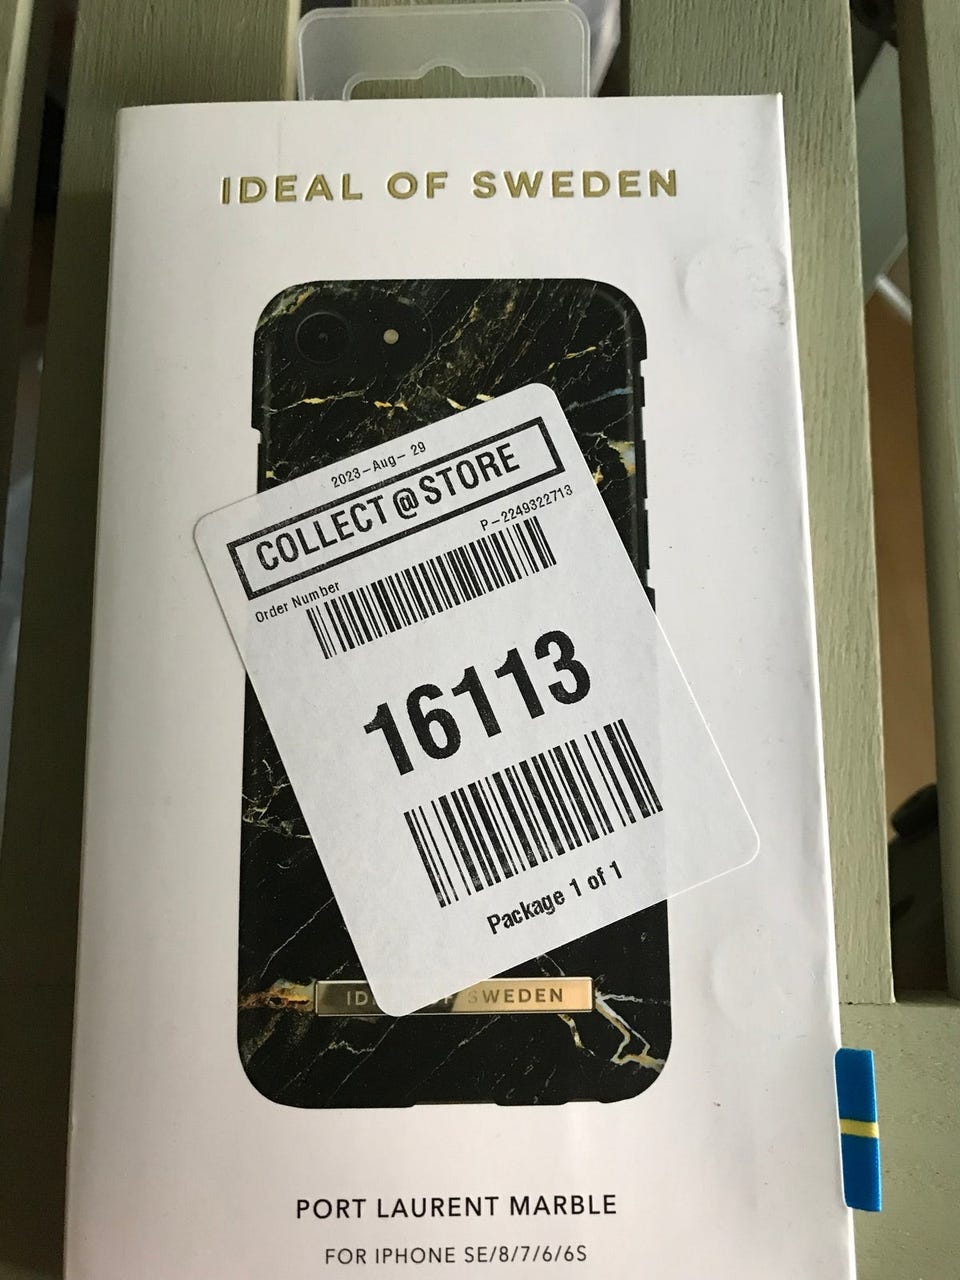 IDEAL OF SWEDEN
2023-Aug-29
COLLECT@STORE
P-2249322713
Order Number
16113
Package 1 of 1
SWEDEN
PORT LAURENT MARBLE
FOR IPHONE SE/8/7/6/6S